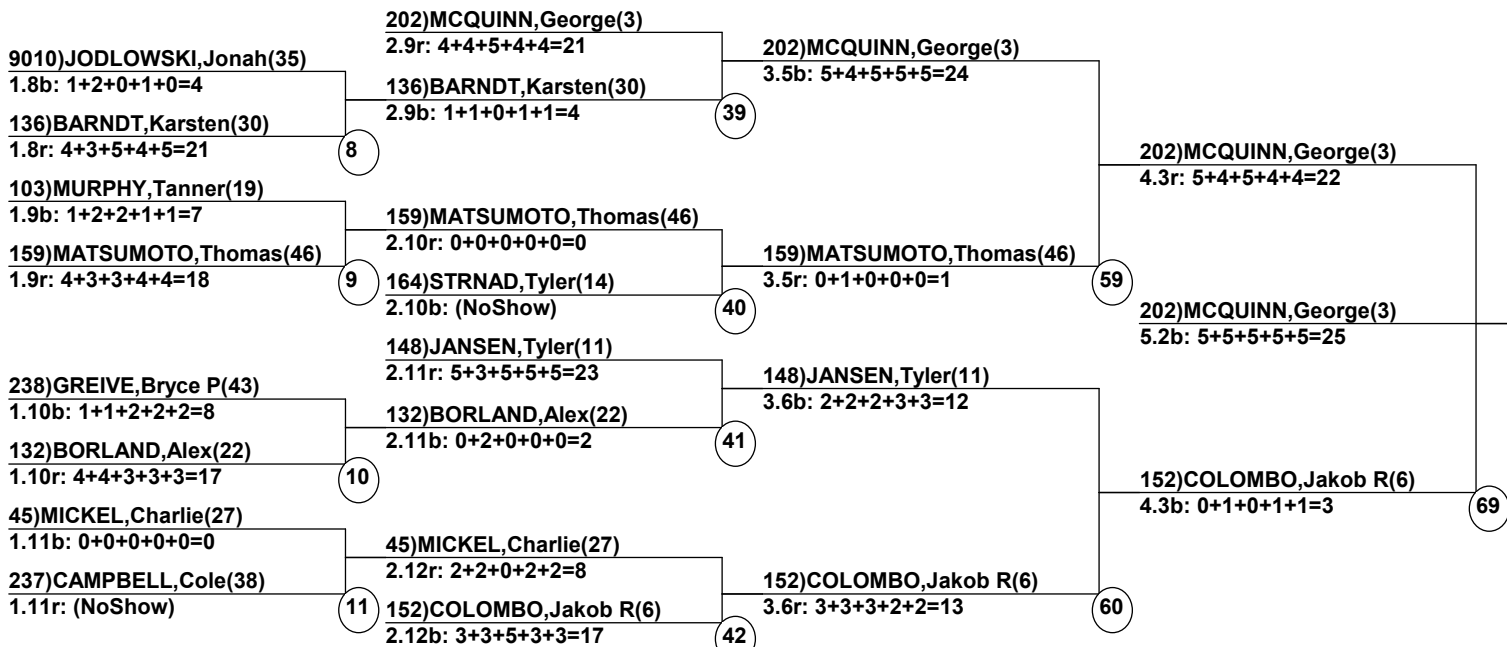 9010)JODLOWSKI,Jonah(35)
1.8b: 1+2+0+1+0=4
136)BARNDT,Karsten(30)
1.8r: 4+3+5+4+5=21
8
103)MURPHY,Tanner(19)
1.9b: 1+2+2+1+1=7
159)MATSUMOTO,Thomas(46)
1.9r: 4+3+3+4+4=18
9
238)GREIVE,Bryce P(43)
1.10b: 1+1+2+2+2=8
132)BORLAND,Alex(22)
1.10r: 4+4+3+3+3=17
10
45)MICKEL,Charlie(27)
1.11b: 0+0+0+0+0=0
237)CAMPBELL,Cole(38)
1.11r: (NoShow)
11
202)MCQUINN,George(3)
2.9r: 4+4+5+4+4=21
136)BARNDT,Karsten(30)
2.9b: 1+1+0+1+1=4
39
159)MATSUMOTO,Thomas(46)
2.10r: 0+0+0+0+0=0
164)STRNAD,Tyler(14)
2.10b: (NoShow)
40
148)JANSEN,Tyler(11)
2.11r: 5+3+5+5+5=23
132)BORLAND,Alex(22)
2.11b: 0+2+0+0+0=2
41
45)MICKEL,Charlie(27)
2.12r: 2+2+0+2+2=8
152)COLOMBO,Jakob R(6)
2.12b: 3+3+5+3+3=17
42
202)MCQUINN,George(3)
3.5b: 5+4+5+5+5=24
159)MATSUMOTO,Thomas(46)
3.5r: 0+1+0+0+0=1
59
148)JANSEN,Tyler(11)
3.6b: 2+2+2+3+3=12
152)COLOMBO,Jakob R(6)
3.6r: 3+3+3+2+2=13
60
202)MCQUINN,George(3)
4.3r: 5+4+5+4+4=22
202)MCQUINN,George(3)
5.2b: 5+5+5+5+5=25
152)COLOMBO,Jakob R(6)
4.3b: 0+1+0+1+1=3
69